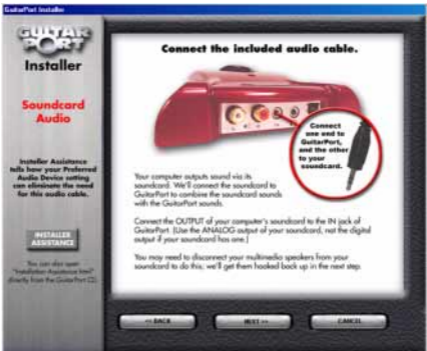 GuitarPort Installer
GUITAR
PORT
Installer
Soundcard
Audio
Installer Assistance
tells how your Preferred
Audio Device setting
can eliminate the need
for this audio cable.
INSTALLER
ASSISTANCE
You can also open
"Installation Assistance.html"
directly from the GuitarPort CD.
Connect the included audio cable.
Connect
one end to
GuitarPort,
and the other
to your
soundcard.
Your computer outputs sound via its
soundcard. We'll connect the soundcard to
GuitarPort to combine the soundcard sounds
with the GuitarPort sounds.
Connect the OUTPUT of your computer's soundcard to the IN jack of
GuitarPort. (Use the ANALOG output of your soundcard, not the digital
output if your soundcard has one.)
You may need to disconnect your multimedia speakers from your
soundcard to do this; we'll get them hooked back up in the next step.
<< BACK
NEXT >>
CANCEL